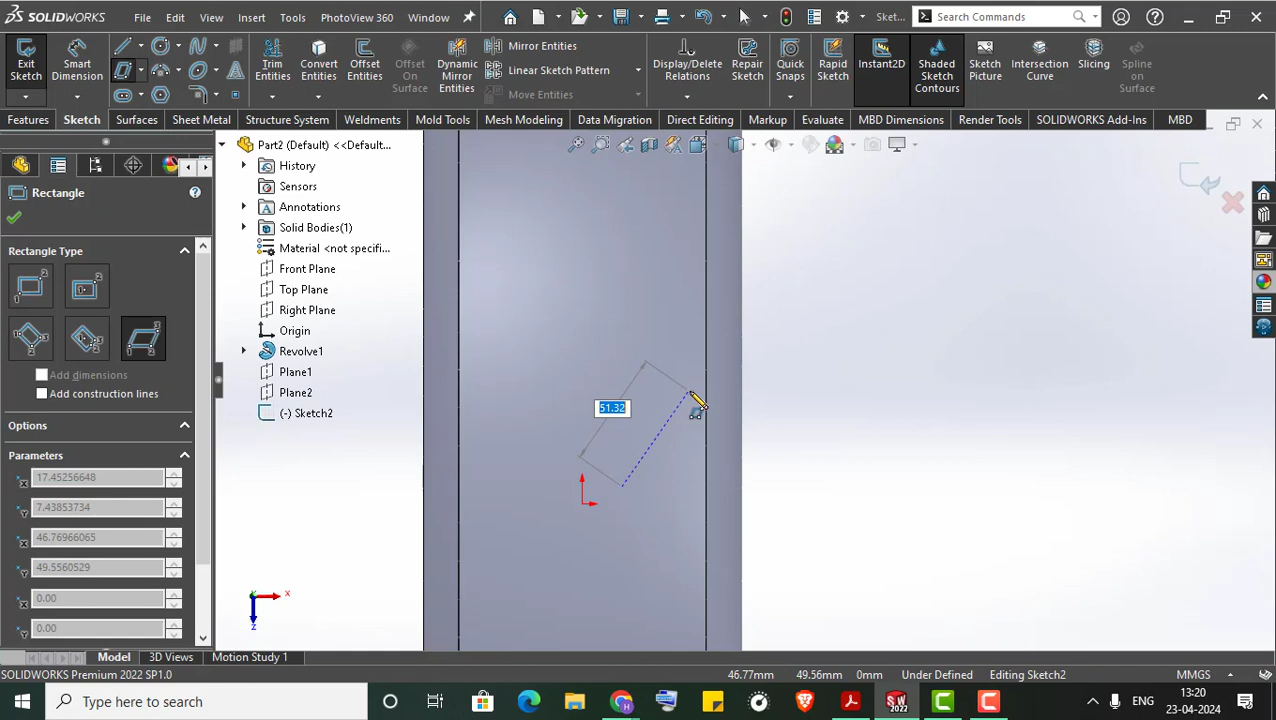 SOLIDWORKS File Edit View Insert Tools PhotoView 360 Window Sket... Search Commands
Exit Sketch
Smart Dimension
Trim Entities
Convert Entities
Offset Entities
Offset On Surface
Dynamic Mirror Entities
Mirror Entities
Linear Sketch Pattern
Move Entities
Display/Delete Relations
Repair Sketch
Quick Snaps
Rapid Sketch
Instant2D
Shaded Sketch Contours
Sketch Picture
Intersection Curve
Slicing
Spline on Surface
Features Sketch Surfaces Sheet Metal Structure System Weldments Mold Tools Mesh Modeling Data Migration Direct Editing Markup Evaluate MBD Dimensions Render Tools SOLIDWORKS Add-Ins MBD
Rectangle
Rectangle Type
Add dimensions
Add construction lines
Options
Parameters
17.45256648
7.43853734
46.76966065
49.5560529
0.00
0.00
Part2 (Default) <<Default...
History
Sensors
Annotations
Solid Bodies(1)
Material <not specifi...
Front Plane
Top Plane
Right Plane
Origin
Revolve1
Plane1
Plane2
(-) Sketch2
51.32
x
z
Model 3D Views Motion Study 1
SOLIDWORKS Premium 2022 SP1.0 46.77mm 49.56mm 0mm Under Defined Editing Sketch2 MMGS
Type here to search
ENG
13:20
23-04-2024